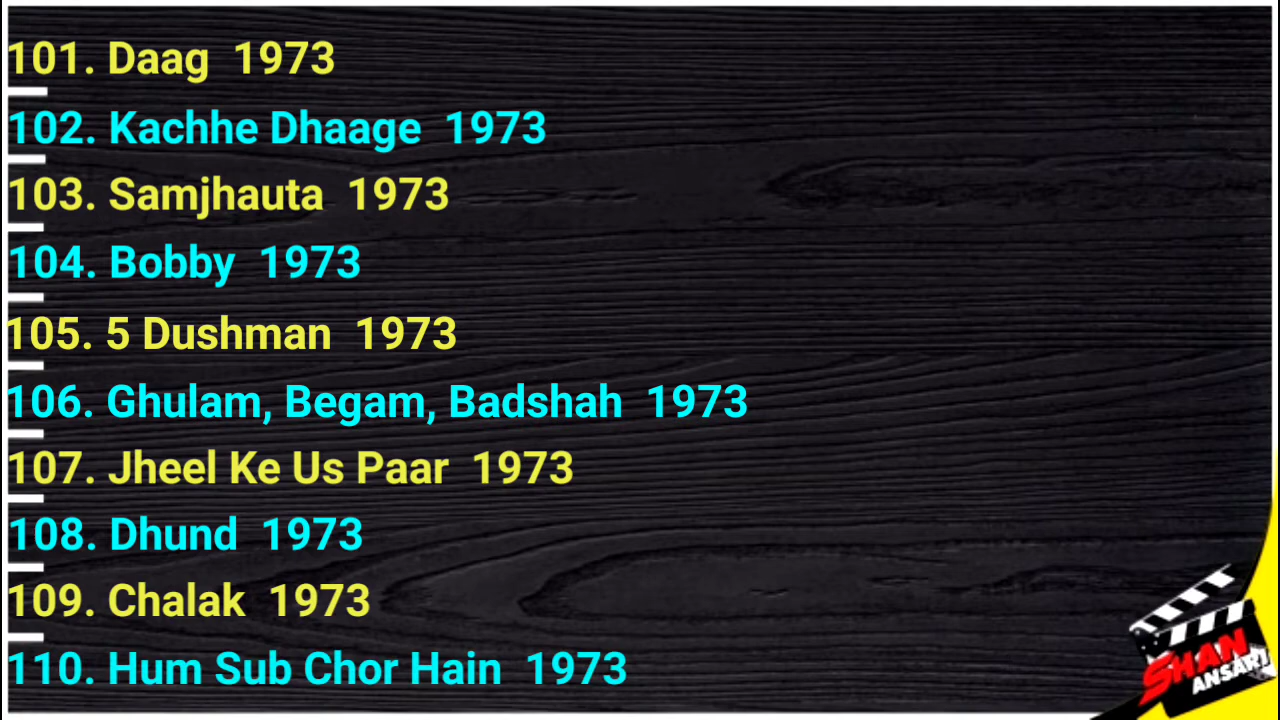 101. Daag 1973
102. Kachhe Dhaage 1973
103. Samjhauta 1973
104. Bobby 1973
105. 5 Dushman 1973
106. Ghulam, Begam, Badshah 1973
107. Jheel Ke Us Paar 1973
108. Dhund 1973
109. Chalak 1973
110. Hum Sub Chor Hain 1973
SHAN
ANSARI